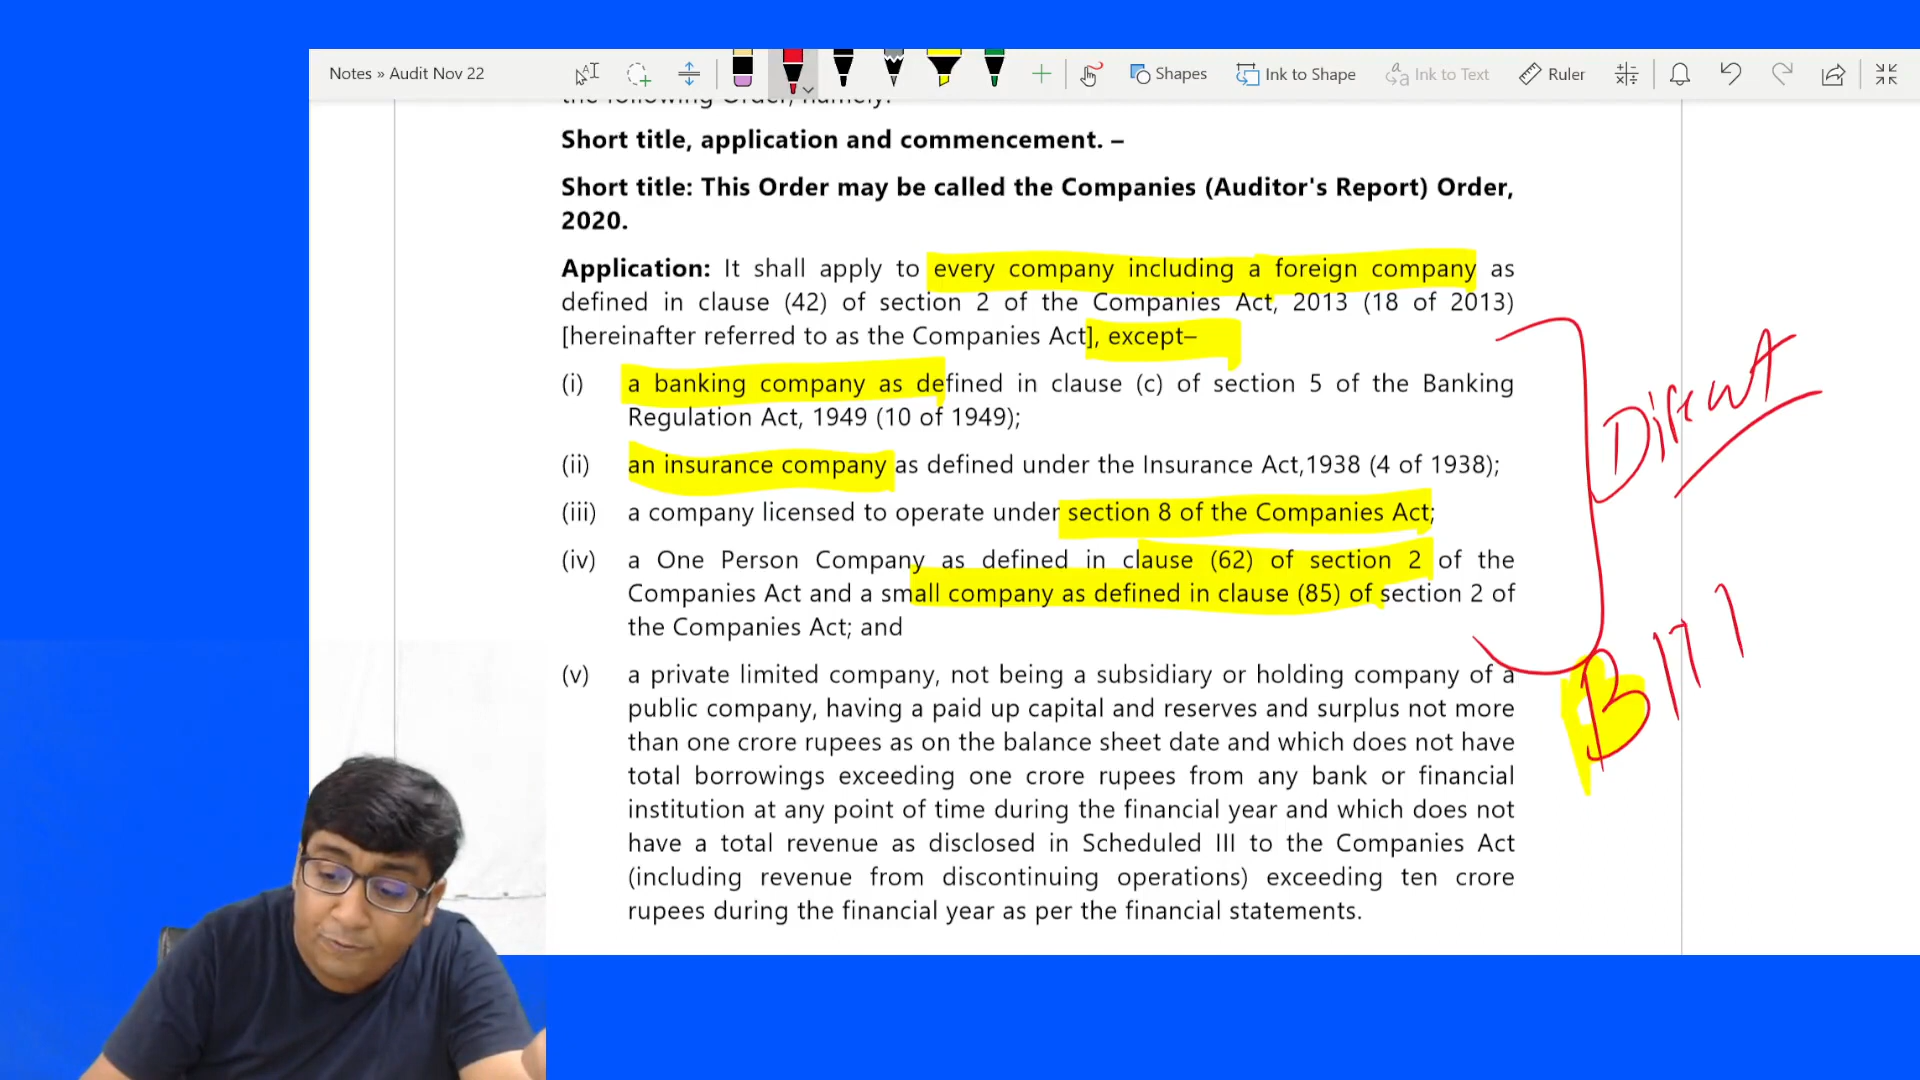 Notes » Audit Nov 22
Shapes
Ink to Shape
Ink to Text
Ruler
the following Order, namely:
Short title, application and commencement. –
Short title: This Order may be called the Companies (Auditor's Report) Order,
2020.
Application: It shall apply to every company including a foreign company as
defined in clause (42) of section 2 of the Companies Act, 2013 (18 of 2013)
[hereinafter referred to as the Companies Act], except–
(i) a banking company as defined in clause (c) of section 5 of the Banking
Regulation Act, 1949 (10 of 1949);
(ii) an insurance company as defined under the Insurance Act,1938 (4 of 1938);
(iii) a company licensed to operate under section 8 of the Companies Act;
(iv) a One Person Company as defined in clause (62) of section 2 of the
Companies Act and a small company as defined in clause (85) of section 2 of
the Companies Act; and
(v) a private limited company, not being a subsidiary or holding company of a
public company, having a paid up capital and reserves and surplus not more
than one crore rupees as on the balance sheet date and which does not have
total borrowings exceeding one crore rupees from any bank or financial
institution at any point of time during the financial year and which does not
have a total revenue as disclosed in Scheduled III to the Companies Act
(including revenue from discontinuing operations) exceeding ten crore
rupees during the financial year as per the financial statements.